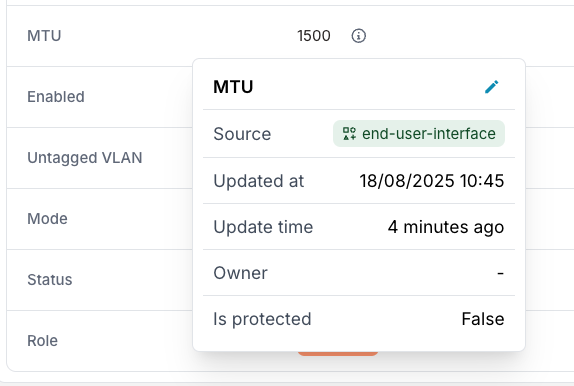 MTU 1500
MTU
Enabled
Source end-user-interface
Untagged VLAN
Updated at 18/08/2025 10:45
Mode
Update time 4 minutes ago
Status
Owner -
Is protected False
Role